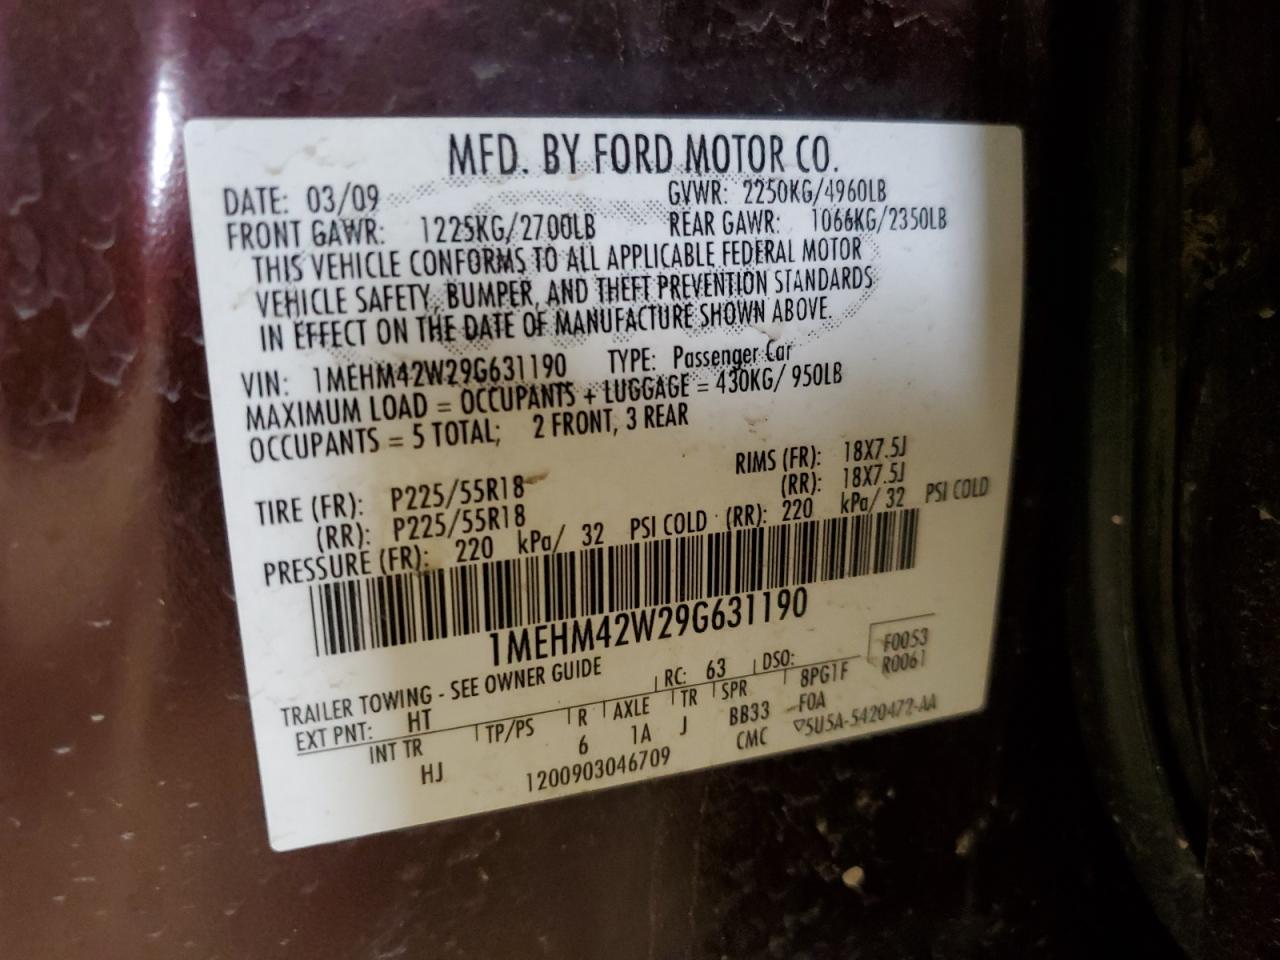 MFD. BY FORD MOTOR CO.
DATE: 03/09 GVWR: 2250KG/4960LB
FRONT GAWR: 1225KG/2700LB REAR GAWR: 1066KG/2350LB
THIS VEHICLE CONFORMS TO ALL APPLICABLE FEDERAL MOTOR
VEHICLE SAFETY, BUMPER, AND THEFT PREVENTION STANDARDS
IN EFFECT ON THE DATE OF MANUFACTURE SHOWN ABOVE.
VIN: 1MEHM42W29G631190 TYPE: Passenger Car
MAXIMUM LOAD = OCCUPANTS + LUGGAGE = 430KG/ 950LB
OCCUPANTS = 5 TOTAL; 2 FRONT, 3 REAR
TIRE (FR): P225/55R18 RIMS (FR): 18X7.5J
(RR): P225/55R18 (RR): 18X7.5J
PRESSURE (FR): 220 kPa/ 32 PSI COLD (RR): 220 kPa/ 32 PSI COLD
1MEHM42W29G631190
F0053
TRAILER TOWING - SEE OWNER GUIDE R0061
EXT PNT: HT RC: 63 DSO:
INT TR TP/PS R AXLE TR SPR 8PG1F
HJ 6 1A J BB33 FOA
1200903046709 CMC ▽5U5A-5420472-AA